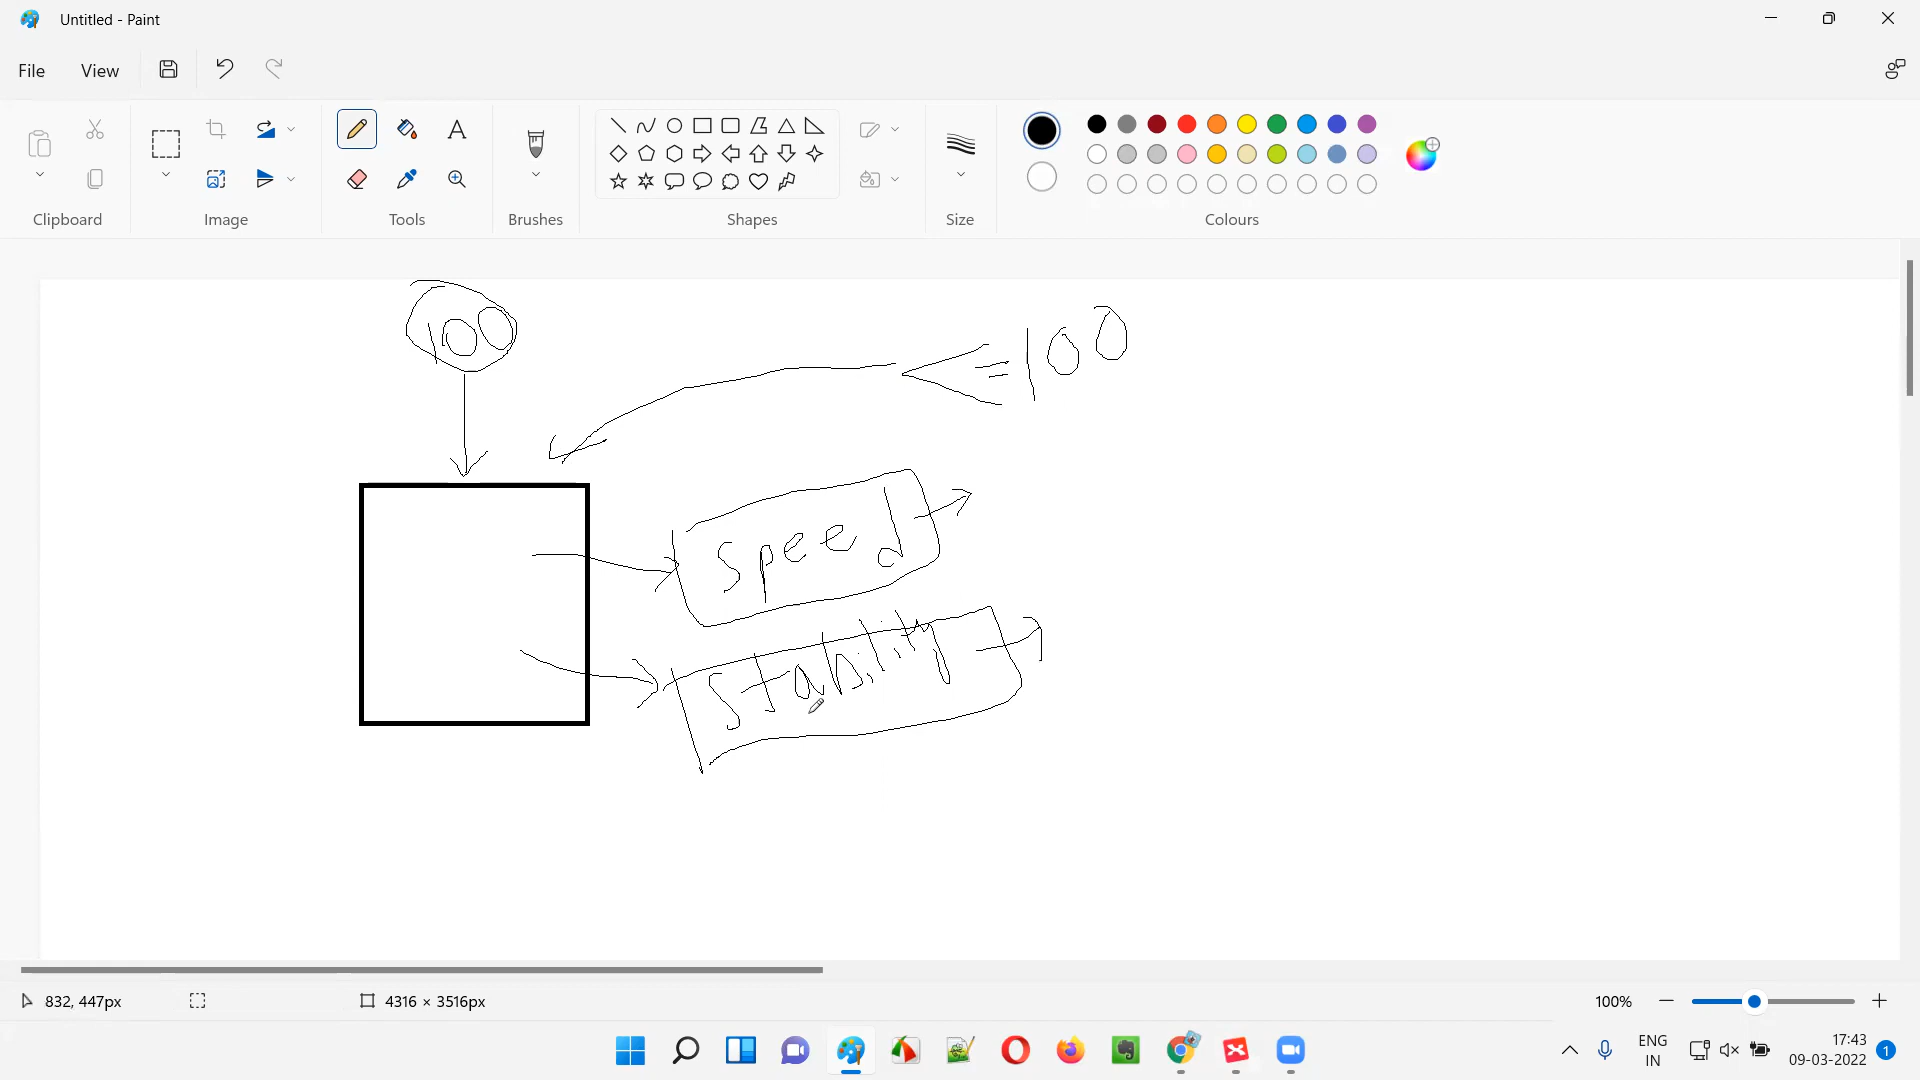 Untitled - Paint
File
View
Clipboard
Image
Tools
Brushes
Shapes
Size
Colours
100
<=100
speed
stability
832, 447px
4316 × 3516px
100%
ENG
IN
17:43
09-03-2022
1